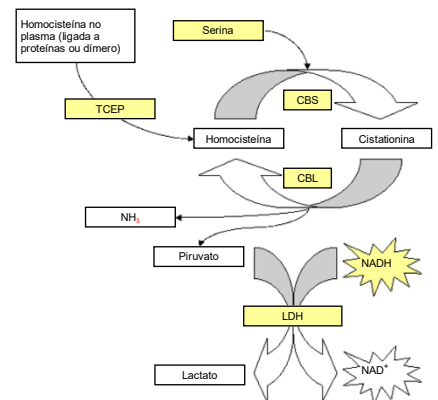 Homocisteína no
plasma (ligada a
proteínas ou dímero)
Serina
TCEP
CBS
Homocisteína
Cistationina
CBL
NH₃
Piruvato
NADH
LDH
Lactato
NAD⁺